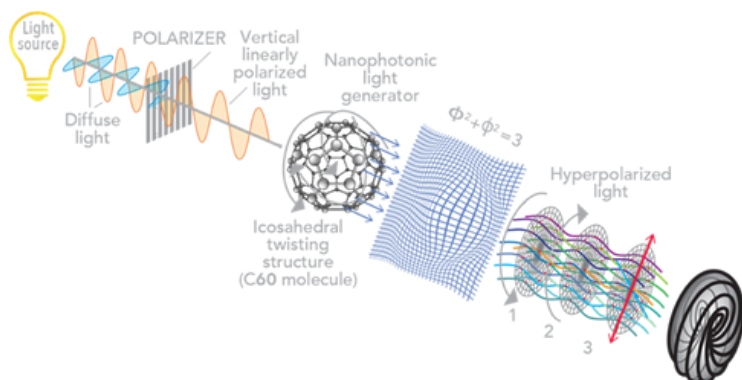 Light
source
POLARIZER
Vertical
linearly
polarized
light
Diffuse
light
Nanophotonic
light
generator
Icosahedral
twisting
structure
(C60 molecule)
Φ²+ϕ²=3
Hyperpolarized
light
1
2
3